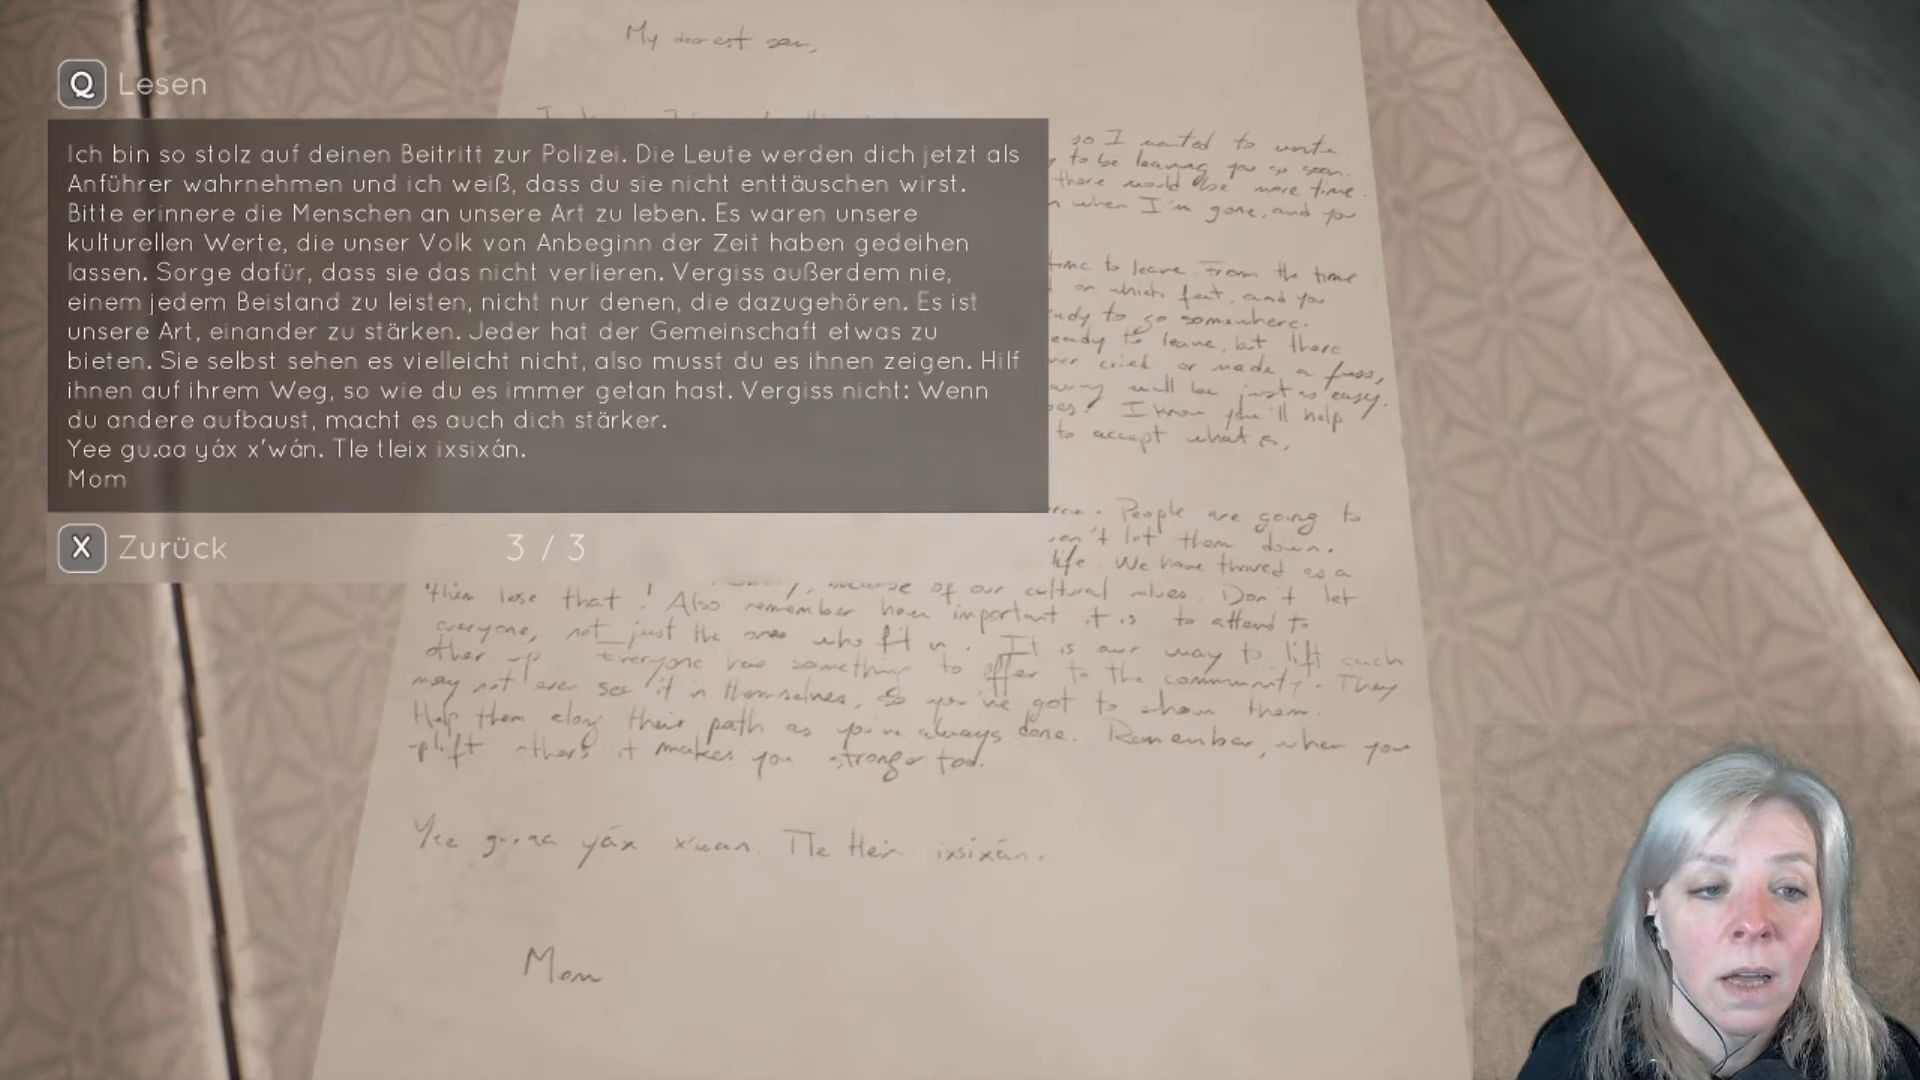 My dearest son,
Q Lesen
Ich bin so stolz auf deinen Beitritt zur Polizei. Die Leute werden dich jetzt als
Anführer wahrnehmen und ich weiß, dass du sie nicht enttäuschen wirst.
Bitte erinnere die Menschen an unsere Art zu leben. Es waren unsere
kulturellen Werte, die unser Volk von Anbeginn der Zeit haben gedeihen
lassen. Sorge dafür, dass sie das nicht verlieren. Vergiss außerdem nie,
einem jedem Beistand zu leisten, nicht nur denen, die dazugehören. Es ist
unsere Art, einander zu stärken. Jeder hat der Gemeinschaft etwas zu
bieten. Sie selbst sehen es vielleicht nicht, also musst du es ihnen zeigen. Hilf
ihnen auf ihrem Weg, so wie du es immer getan hast. Vergiss nicht: Wenn
du andere aufbaust, macht es auch dich stärker.
Yee gu.aa yáx x'wán. Tle tleix ixsixán.
Mom
X Zurück 3 / 3
so I wanted to write
to be leaving you so soon.
there would be more time.
when I'm gone, and you
time to leave. From the time
on which feet, and you
ready to go somewhere.
ready to leave, but there
cried or made a fuss,
will be just as easy.
I know you'll help
to accept what is.
People are going to
don't let them down.
life. We have thrived as a
because of our cultural values. Don't let
them lose that! Also remember how important it is to attend to
everyone, not just the ones who fit in. It is our way to lift each
other up. Everyone has something to offer to the community. They
may not even see it in themselves, so you've got to show them.
Help them along their path as you've always done. Remember, when you
uplift others it makes you stronger too.
Yee gu.aa yáx x'wan. Tle tleix ixsixán.
Mom